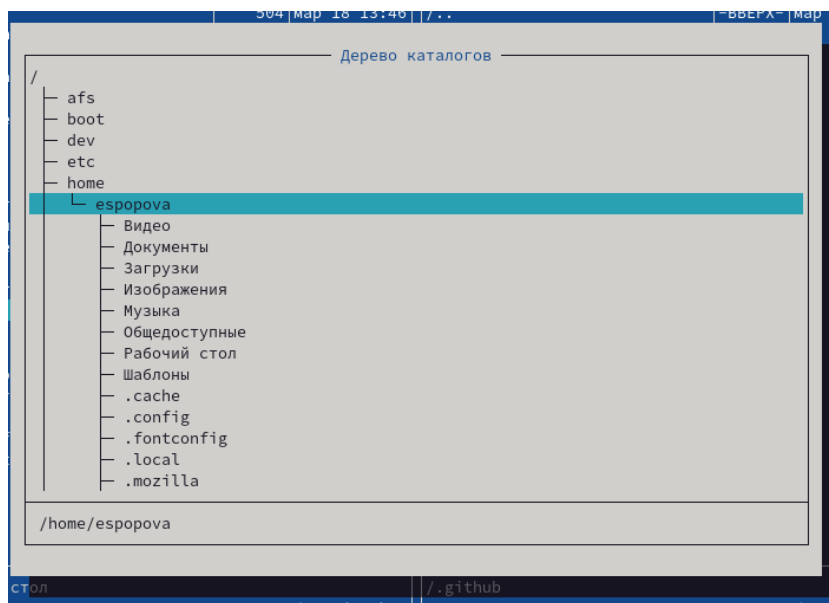 504 мар 18 13:46 /.. -ВВЕРХ- мар
Дерево каталогов
/
afs
boot
dev
etc
home
espopova
Видео
Документы
Загрузки
Изображения
Музыка
Общедоступные
Рабочий стол
Шаблоны
.cache
.config
.fontconfig
.local
.mozilla
/home/espopova
стол /.github